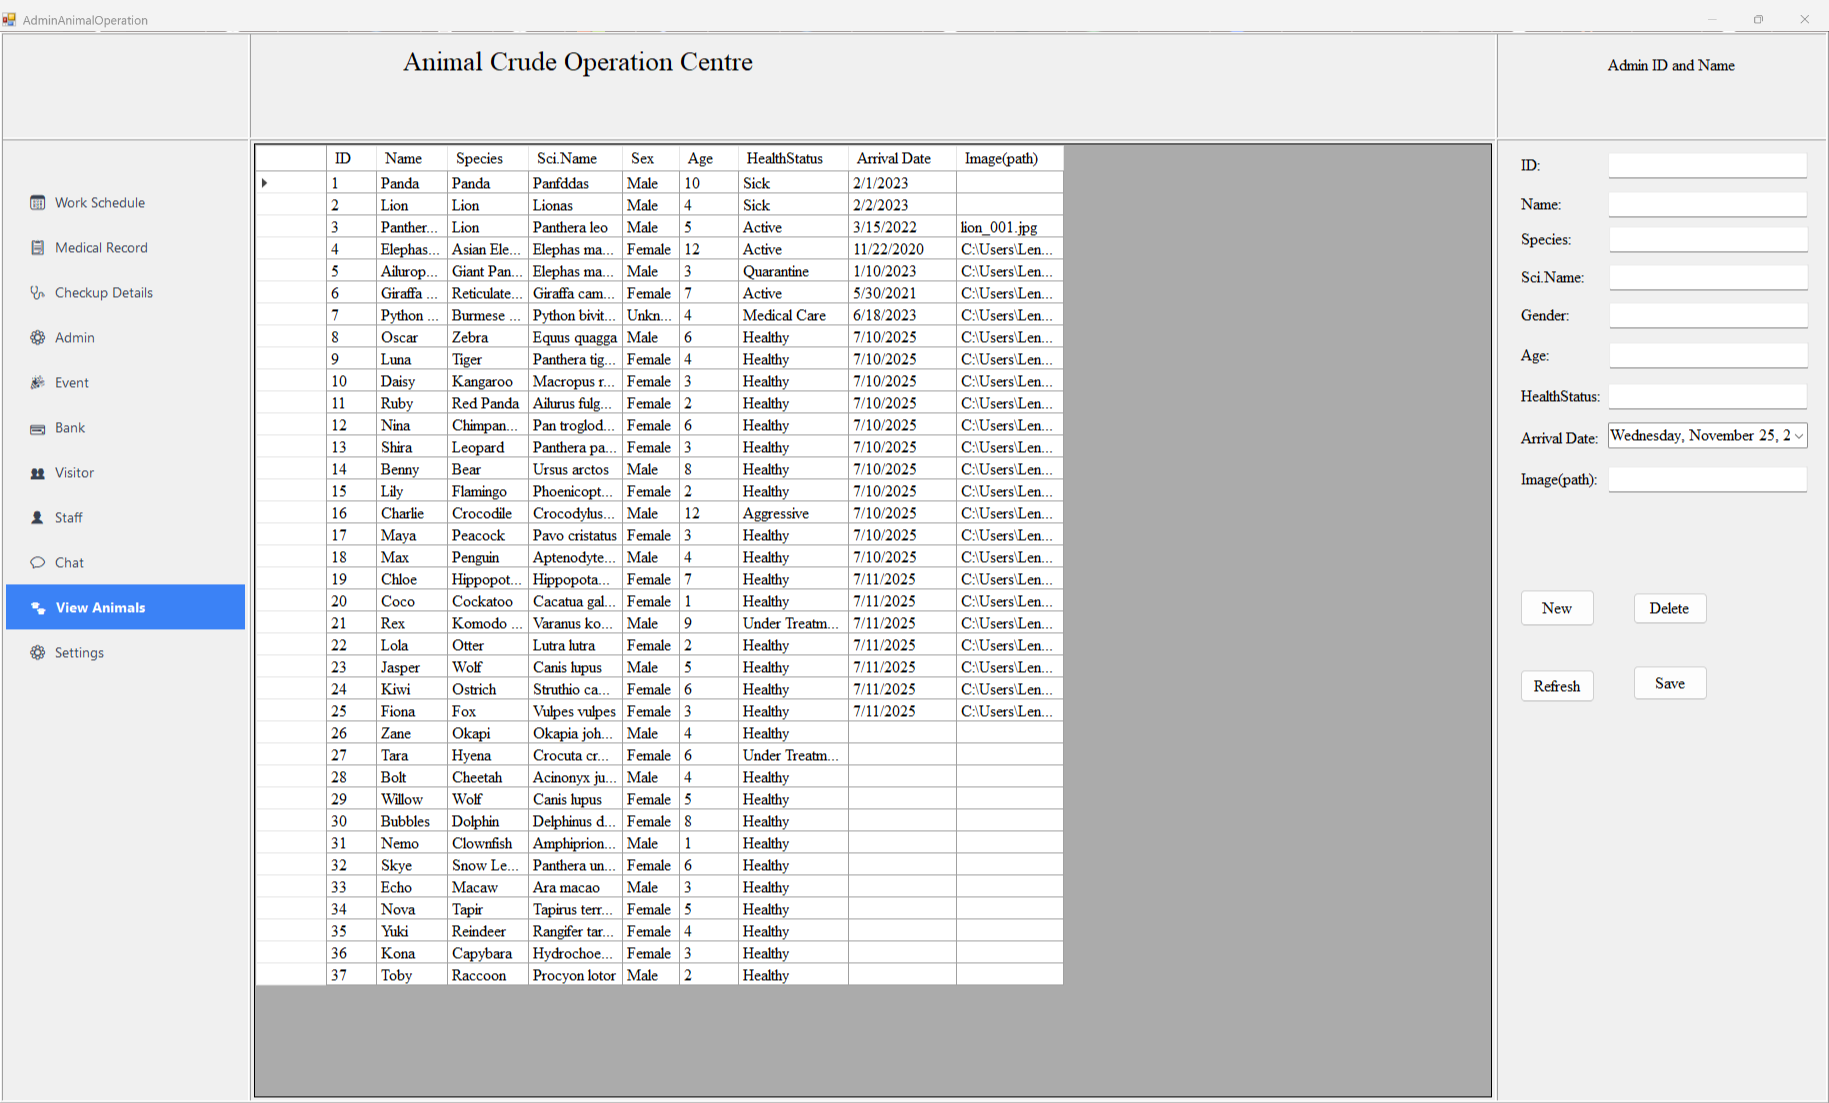 AdminAnimalOperation
Animal Crude Operation Centre
Admin ID and Name
Work Schedule
Medical Record
Checkup Details
Admin
Event
Bank
Visitor
Staff
Chat
View Animals
Settings
ID Name Species Sci.Name Sex Age HealthStatus Arrival Date Image(path)
1 Panda Panda Panfddas Male 10 Sick 2/1/2023
2 Lion Lion Lionas Male 4 Sick 2/2/2023
3 Panther... Lion Panthera leo Male 5 Active 3/15/2022 lion_001.jpg
4 Elephas... Asian Ele... Elephas ma... Female 12 Active 11/22/2020 C:\Users\Len...
5 Ailurop... Giant Pan... Elephas ma... Male 3 Quarantine 1/10/2023 C:\Users\Len...
6 Giraffa ... Reticulate... Giraffa cam... Female 7 Active 5/30/2021 C:\Users\Len...
7 Python ... Burmese ... Python bivit... Unkn... 4 Medical Care 6/18/2023 C:\Users\Len...
8 Oscar Zebra Equus quagga Male 6 Healthy 7/10/2025 C:\Users\Len...
9 Luna Tiger Panthera tig... Female 4 Healthy 7/10/2025 C:\Users\Len...
10 Daisy Kangaroo Macropus r... Female 3 Healthy 7/10/2025 C:\Users\Len...
11 Ruby Red Panda Ailurus fulg... Female 2 Healthy 7/10/2025 C:\Users\Len...
12 Nina Chimpan... Pan troglod... Female 6 Healthy 7/10/2025 C:\Users\Len...
13 Shira Leopard Panthera pa... Female 3 Healthy 7/10/2025 C:\Users\Len...
14 Benny Bear Ursus arctos Male 8 Healthy 7/10/2025 C:\Users\Len...
15 Lily Flamingo Phoenicopt... Female 2 Healthy 7/10/2025 C:\Users\Len...
16 Charlie Crocodile Crocodylus... Male 12 Aggressive 7/10/2025 C:\Users\Len...
17 Maya Peacock Pavo cristatus Female 3 Healthy 7/10/2025 C:\Users\Len...
18 Max Penguin Aptenodyte... Male 4 Healthy 7/10/2025 C:\Users\Len...
19 Chloe Hippopot... Hippopota... Female 7 Healthy 7/11/2025 C:\Users\Len...
20 Coco Cockatoo Cacatua gal... Female 1 Healthy 7/11/2025 C:\Users\Len...
21 Rex Komodo ... Varanus ko... Male 9 Under Treatm... 7/11/2025 C:\Users\Len...
22 Lola Otter Lutra lutra Female 2 Healthy 7/11/2025 C:\Users\Len...
23 Jasper Wolf Canis lupus Male 5 Healthy 7/11/2025 C:\Users\Len...
24 Kiwi Ostrich Struthio ca... Female 6 Healthy 7/11/2025 C:\Users\Len...
25 Fiona Fox Vulpes vulpes Female 3 Healthy 7/11/2025 C:\Users\Len...
26 Zane Okapi Okapia joh... Male 4 Healthy
27 Tara Hyena Crocuta cr... Female 6 Under Treatm...
28 Bolt Cheetah Acinonyx ju... Male 4 Healthy
29 Willow Wolf Canis lupus Female 5 Healthy
30 Bubbles Dolphin Delphinus d... Female 8 Healthy
31 Nemo Clownfish Amphiprion... Male 1 Healthy
32 Skye Snow Le... Panthera un... Female 6 Healthy
33 Echo Macaw Ara macao Male 3 Healthy
34 Nova Tapir Tapirus terr... Female 5 Healthy
35 Yuki Reindeer Rangifer tar... Female 4 Healthy
36 Kona Capybara Hydrochoe... Female 3 Healthy
37 Toby Raccoon Procyon lotor Male 2 Healthy
ID:
Name:
Species:
Sci.Name:
Gender:
Age:
HealthStatus:
Arrival Date: Wednesday, November 25, 2
Image(path):
New Delete
Refresh Save